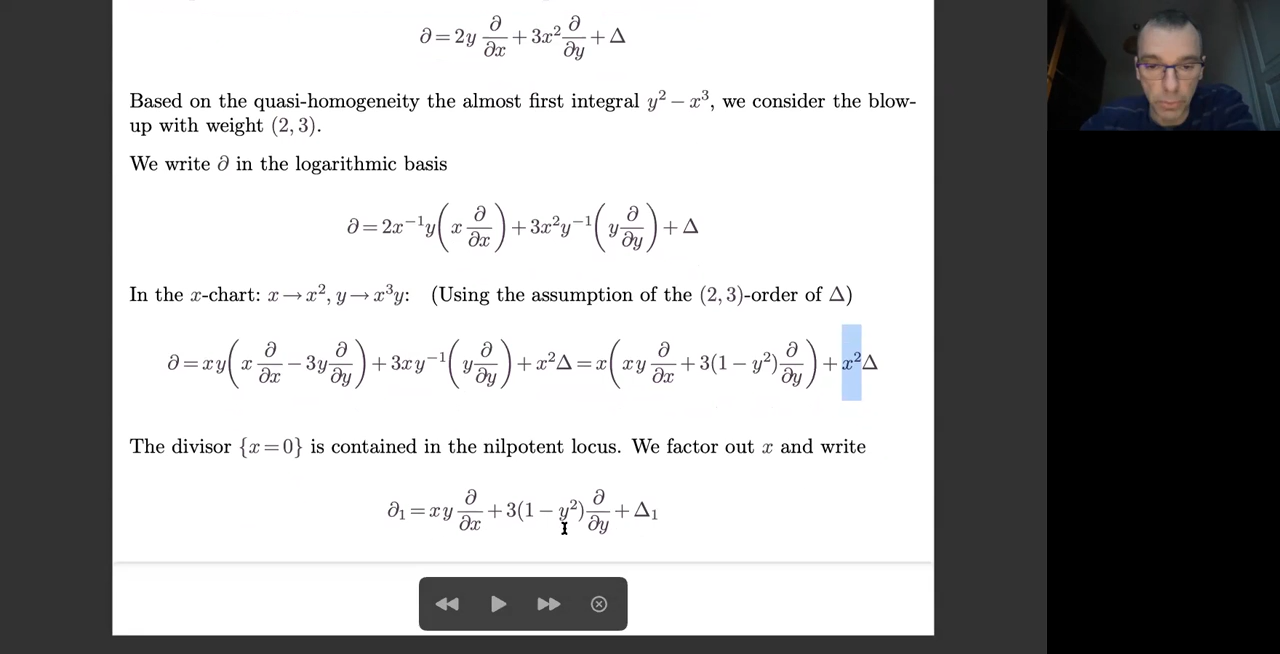 ∂ = 2y ∂/∂x + 3x² ∂/∂y + Δ
Based on the quasi-homogeneity the almost first integral y² − x³, we consider the blow-
up with weight (2, 3).
We write ∂ in the logarithmic basis
∂ = 2x⁻¹y(x ∂/∂x) + 3x²y⁻¹(y ∂/∂y) + Δ
In the x-chart: x → x², y → x³y: (Using the assumption of the (2, 3)-order of Δ)
∂ = xy(x ∂/∂x − 3y ∂/∂y) + 3xy⁻¹(y ∂/∂y) + x²Δ = x(xy ∂/∂x + 3(1 − y²) ∂/∂y) + x²Δ
The divisor {x = 0} is contained in the nilpotent locus. We factor out x and write
∂₁ = xy ∂/∂x + 3(1 − y²) ∂/∂y + Δ₁